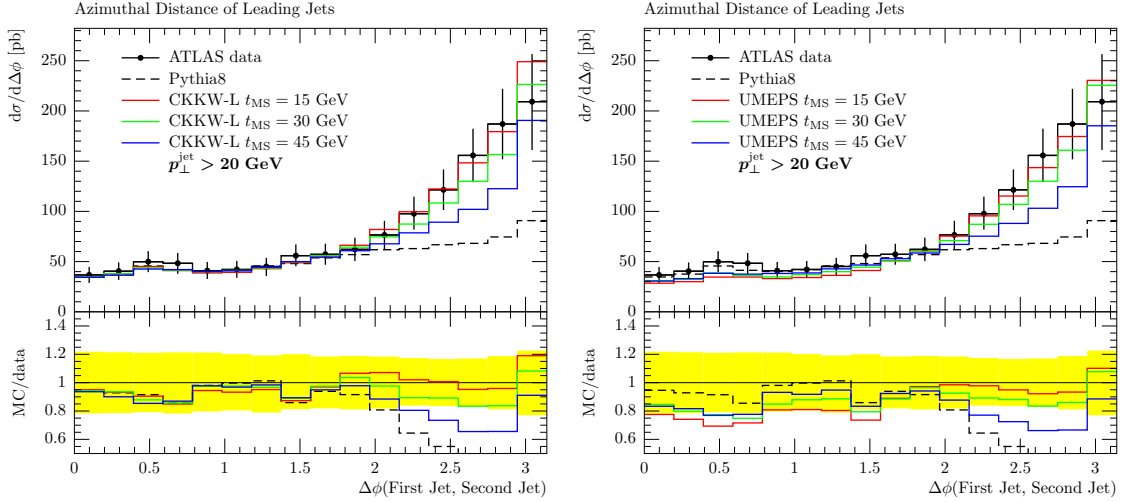 Azimuthal Distance of Leading Jets
dσ/dΔϕ [pb]
250
200
150
100
50
0
ATLAS data
Pythia8
CKKW-L t_MS = 15 GeV
CKKW-L t_MS = 30 GeV
CKKW-L t_MS = 45 GeV
p_⊥^jet > 20 GeV
MC/data
1.4
1.2
1
0.8
0.6
0 0.5 1 1.5 2 2.5 3
Δϕ(First Jet, Second Jet)
Azimuthal Distance of Leading Jets
dσ/dΔϕ [pb]
250
200
150
100
50
0
ATLAS data
Pythia8
UMEPS t_MS = 15 GeV
UMEPS t_MS = 30 GeV
UMEPS t_MS = 45 GeV
p_⊥^jet > 20 GeV
MC/data
1.4
1.2
1
0.8
0.6
0 0.5 1 1.5 2 2.5 3
Δϕ(First Jet, Second Jet)